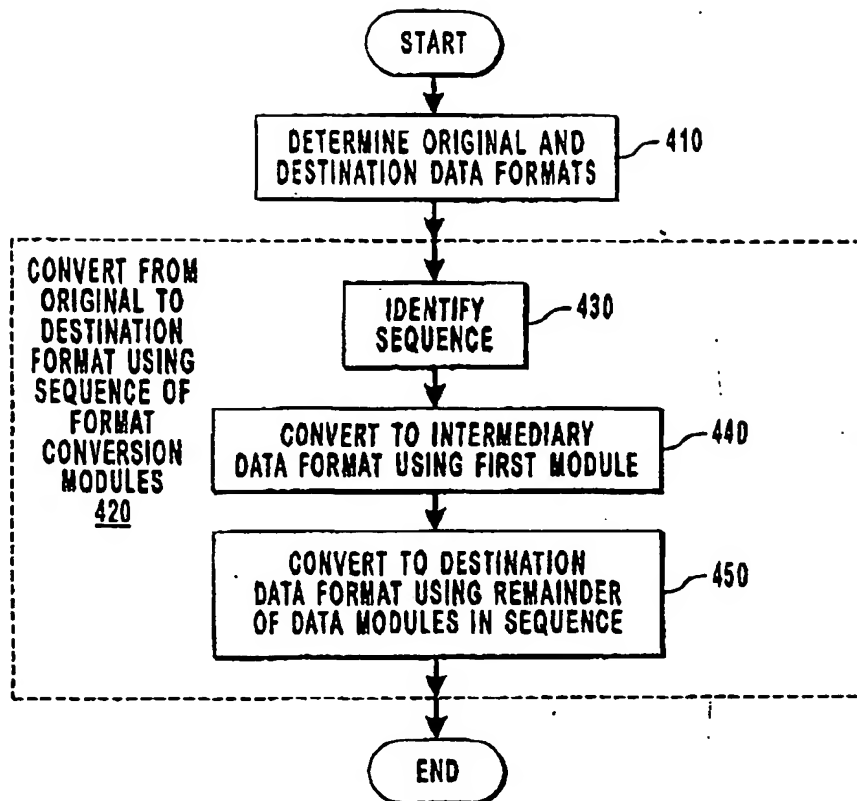 START
DETERMINE ORIGINAL AND
DESTINATION DATA FORMATS
410
CONVERT FROM
ORIGINAL TO
DESTINATION
FORMAT USING
SEQUENCE OF
FORMAT
CONVERSION
MODULES
420
IDENTIFY
SEQUENCE
430
CONVERT TO INTERMEDIARY
DATA FORMAT USING FIRST MODULE
440
CONVERT TO DESTINATION
DATA FORMAT USING REMAINDER
OF DATA MODULES IN SEQUENCE
450
END